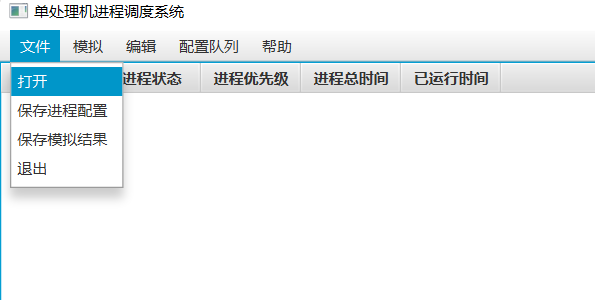 单处理机进程调度系统
文件 模拟 编辑 配置队列 帮助
进程状态 进程优先级 进程总时间 已运行时间
打开
保存进程配置
保存模拟结果
退出